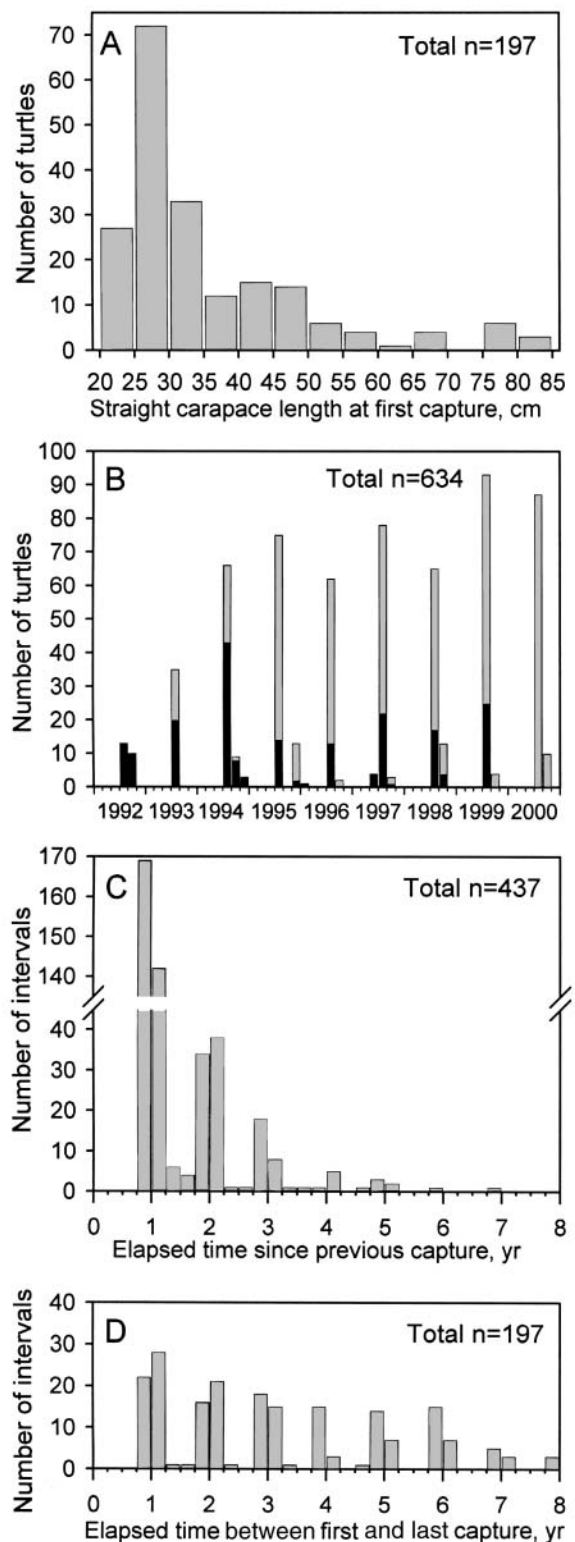 A
Total n=197
Number of turtles
70
60
50
40
30
20
10
0
20 25 30 35 40 45 50 55 60 65 70 75 80 85
Straight carapace length at first capture, cm
B
Total n=634
Number of turtles
100
90
80
70
60
50
40
30
20
10
0
1992 1993 1994 1995 1996 1997 1998 1999 2000
C
Total n=437
Number of intervals
170
160
150
140
40
30
20
10
0
0 1 2 3 4 5 6 7 8
Elapsed time since previous capture, yr
D
Total n=197
Number of intervals
40
30
20
10
0
0 1 2 3 4 5 6 7 8
Elapsed time between first and last capture, yr